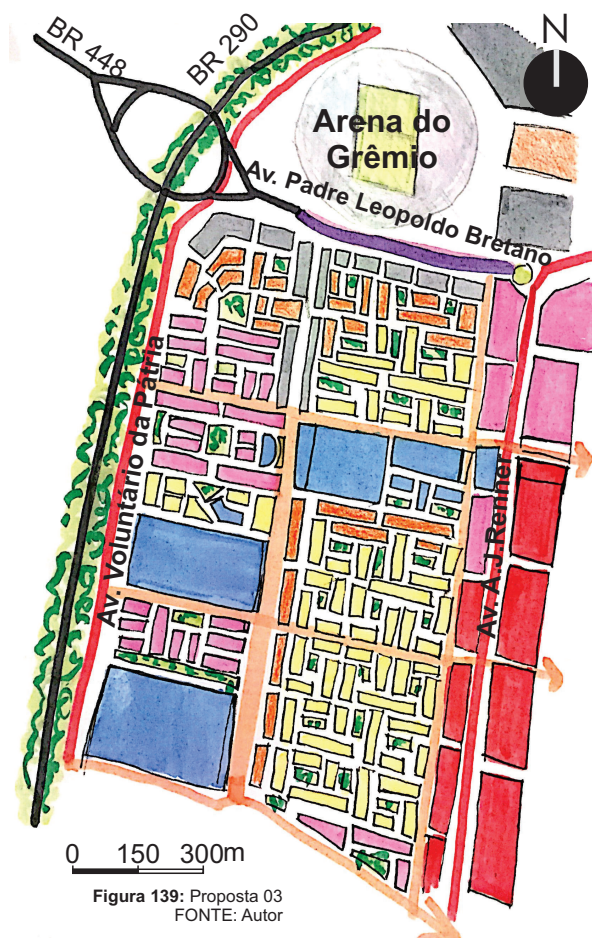 BR 448
BR 290
N
Arena do
Grêmio
Av. Padre Leopoldo Bretano
Av. Voluntário da Pátria
Av. A.J.Renner
0 150 300m
Figura 139: Proposta 03
FONTE: Autor